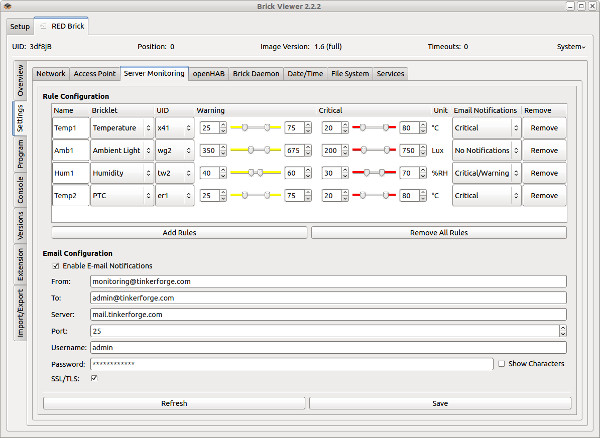 Brick Viewer 2.2.2
Setup RED Brick
UID: 3df8jB Position: 0 Image Version: 1.6 (full) Timeouts: 0 System
Overview
Settings
Program
Console
Versions
Extension
Import/Export
Network Access Point Server Monitoring openHAB Brick Daemon Date/Time File System Services
Rule Configuration
Name Bricklet UID Warning Critical Unit Email Notifications Remove
Temp1 Temperature x41 25 75 20 80 °C Critical Remove
Amb1 Ambient Light wg2 350 675 200 750 Lux No Notifications Remove
Hum1 Humidity tw2 40 60 30 70 %RH Critical/Warning Remove
Temp2 PTC er1 25 75 20 80 °C Critical Remove
Add Rules Remove All Rules
Email Configuration
Enable E-mail Notifications
From: monitoring@tinkerforge.com
To: admin@tinkerforge.com
Server: mail.tinkerforge.com
Port: 25
Username: admin
Password: ************ Show Characters
SSL/TLS:
Refresh Save